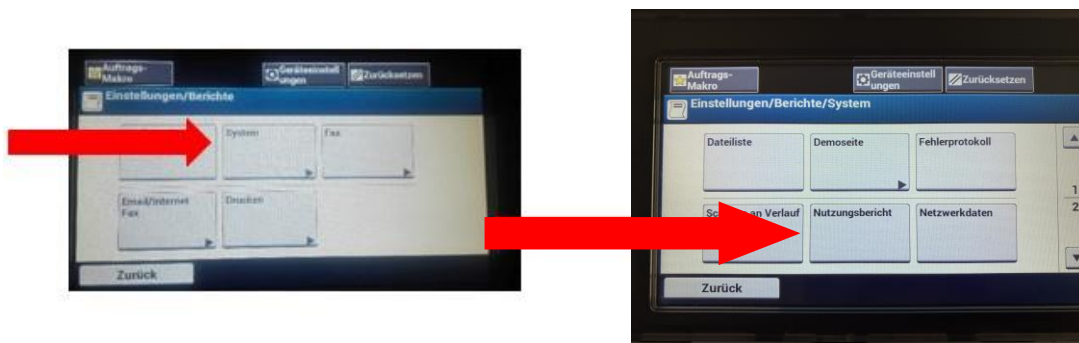 Auftrags-
Makro
Geräteeinstell
ungen
Zurücksetzen
Einstellungen/Berichte
System
Fax
Email/Internet
Fax
Drucken
Zurück
Auftrags-
Makro
Geräteeinstell
ungen
Zurücksetzen
Einstellungen/Berichte/System
Dateiliste
Demoseite
Fehlerprotokoll
1
2
an Verlauf
Nutzungsbericht
Netzwerkdaten
Zurück